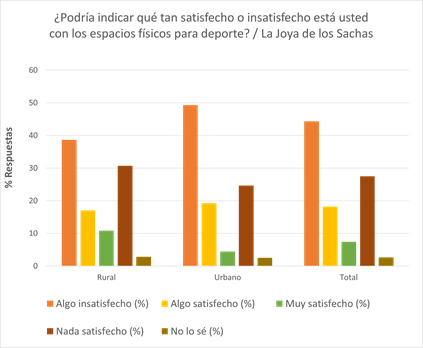 ¿Podría indicar qué tan satisfecho o insatisfecho está usted
con los espacios físicos para deporte? / La Joya de los Sachas
60
50
40
30
20
10
0
% Respuestas
Rural Urbano Total
Algo insatisfecho (%) Algo satisfecho (%) Muy satisfecho (%)
Nada satisfecho (%) No lo sé (%)